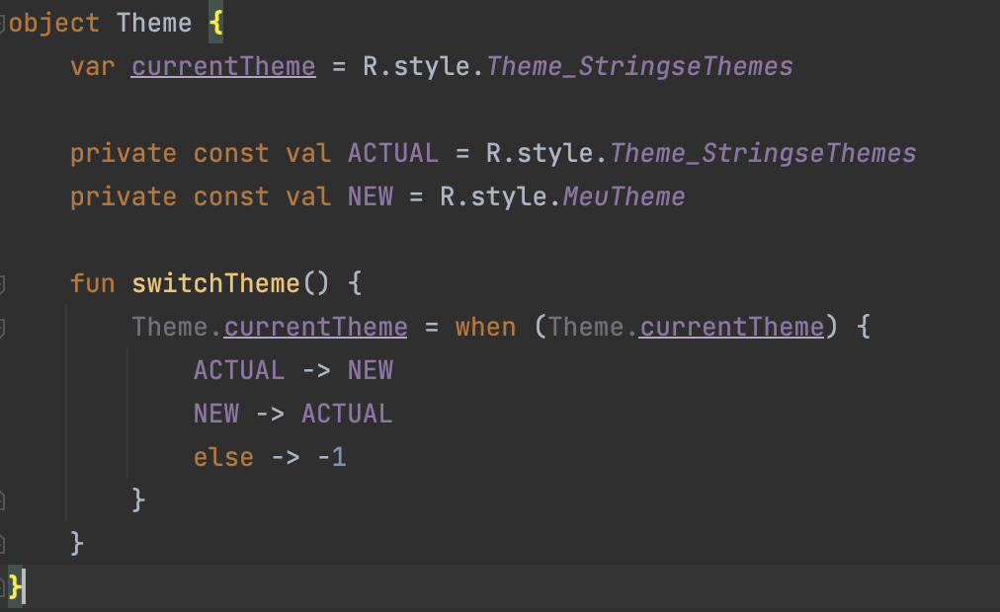 object Theme {
var currentTheme = R.style.Theme_StringseThemes
private const val ACTUAL = R.style.Theme_StringseThemes
private const val NEW = R.style.MeuTheme
fun switchTheme() {
Theme.currentTheme = when (Theme.currentTheme) {
ACTUAL -> NEW
NEW -> ACTUAL
else -> -1
}
}
}